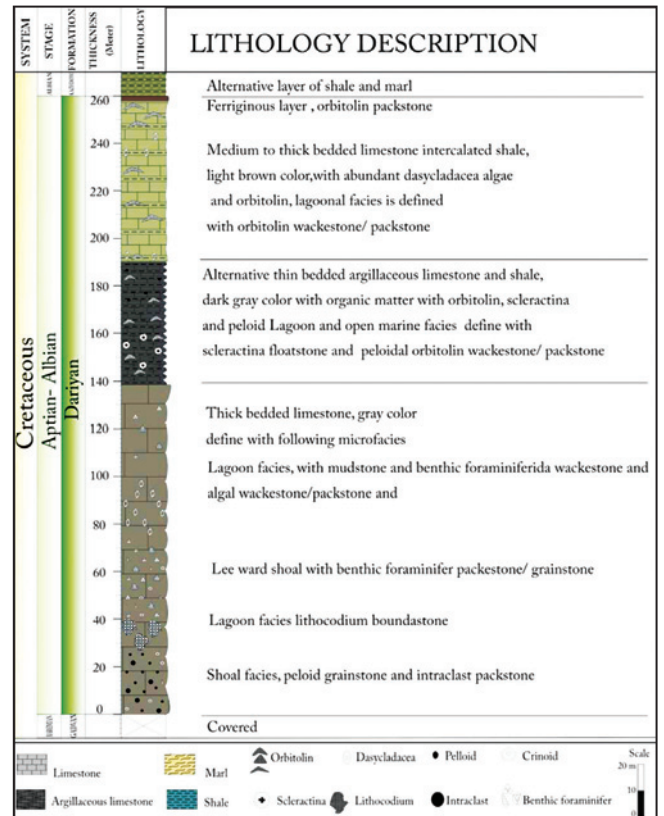 SYSTEM
STAGE
FORMATION
THICKNESS
(Meter)
LITHOLOGY
LITHOLOGY DESCRIPTION
Cretaceous
ALBIAN
Aptian- Albian
Dariyan
GADVAN
260
240
220
200
180
160
140
120
100
80
60
40
20
0
Alternative layer of shale and marl
Ferriginous layer , orbitolin packstone
Medium to thick bedded limestone intercalated shale,
light brown color,with abundant dasycladacea algae
and orbitolin, lagoonal facies is defined
with orbitolin wackestone/ packstone
Alternative thin bedded argillaceous limestone and shale,
dark gray color with organic matter with orbitolin, scleractina
and peloid Lagoon and open marine facies define with
scleractina floatstone and peloidal orbitolin wackestone/ packstone
Thick bedded limestone, gray color
define with following microfacies
Lagoon facies, with mudstone and benthic foraminiferida wackestone and
algal wackestone/packstone and
Lee ward shoal with benthic foraminifer packestone/ grainstone
Lagoon facies lithocodium boundastone
Shoal facies, peloid grainstone and intraclast packstone
Covered
Limestone
Marl
Orbitolin
Dasycladacea
Pelloid
Crinoid
Scale
20 m
10
0
Argillaceous limestone
Shale
Scleractina
Lithocodium
Intraclast
Benthic foraminifer